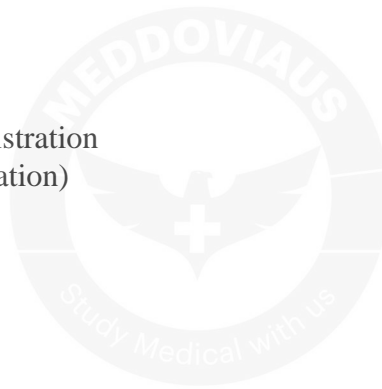 MEDDOVIAUS
istration
ation)
Study Medical with us